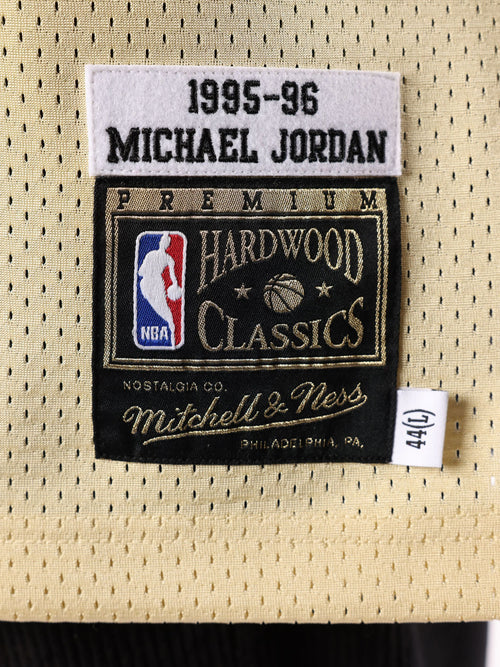 1995-96
MICHAEL JORDAN
PREMIUM
HARDWOOD
CLASSICS
NBA
NOSTALGIA CO.
Mitchell & Ness
PHILADELPHIA, PA.
44(L)